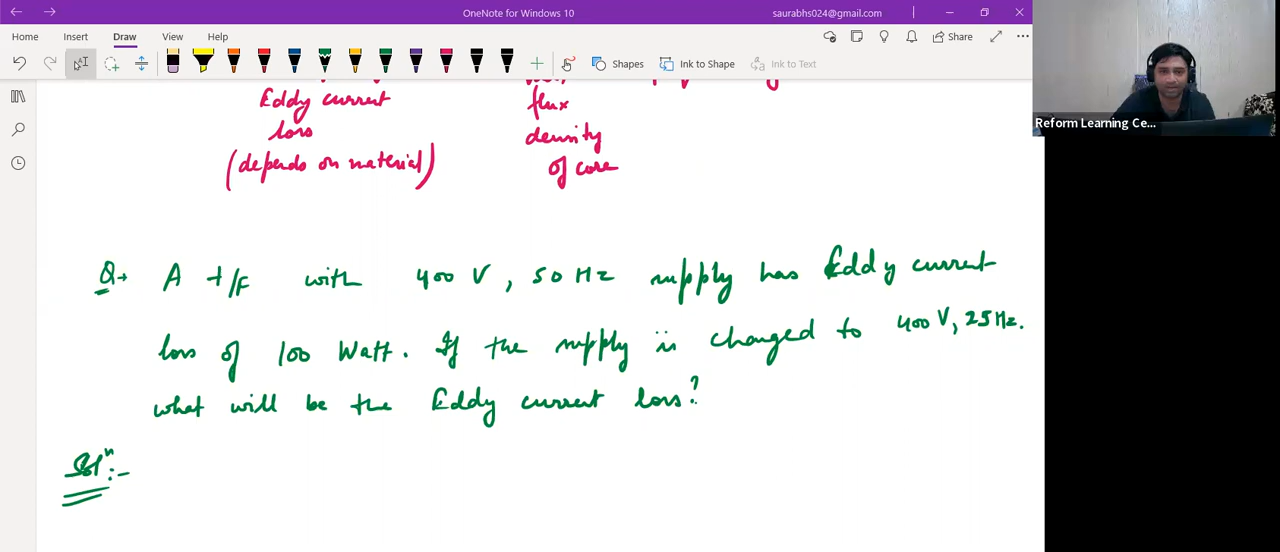 OneNote for Windows 10
saurabhs024@gmail.com
Home Insert Draw View Help
Share
Shapes
Ink to Shape
Ink to Text
Reform Learning Ce...
Eddy current
loss
(depends on material)
flux
density
of core
Q→ A t/F with 400 V, 50 Hz supply has Eddy current
loss of 100 Watt. If the supply is changed to 400 V, 25 Hz.
what will be the Eddy current loss?
Solⁿ:-